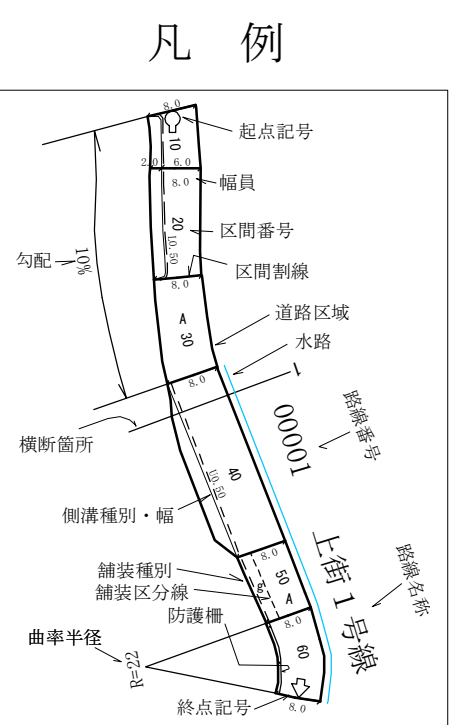 凡 例
8.0
起点記号
10
2.0 6.0
8.0 幅員
20 区間番号
L0.50
区間割線
8.0
勾配 10%
A
30
道路区域
水路
8.0
1
横断箇所
00001
路線番号
40
U0.50
側溝種別・幅
上街1号線
路線名称
8.0
舗装種別
50
g
A
舗装区分線
防護柵
8.0
60
曲率半径
R=22
終点記号
8.0